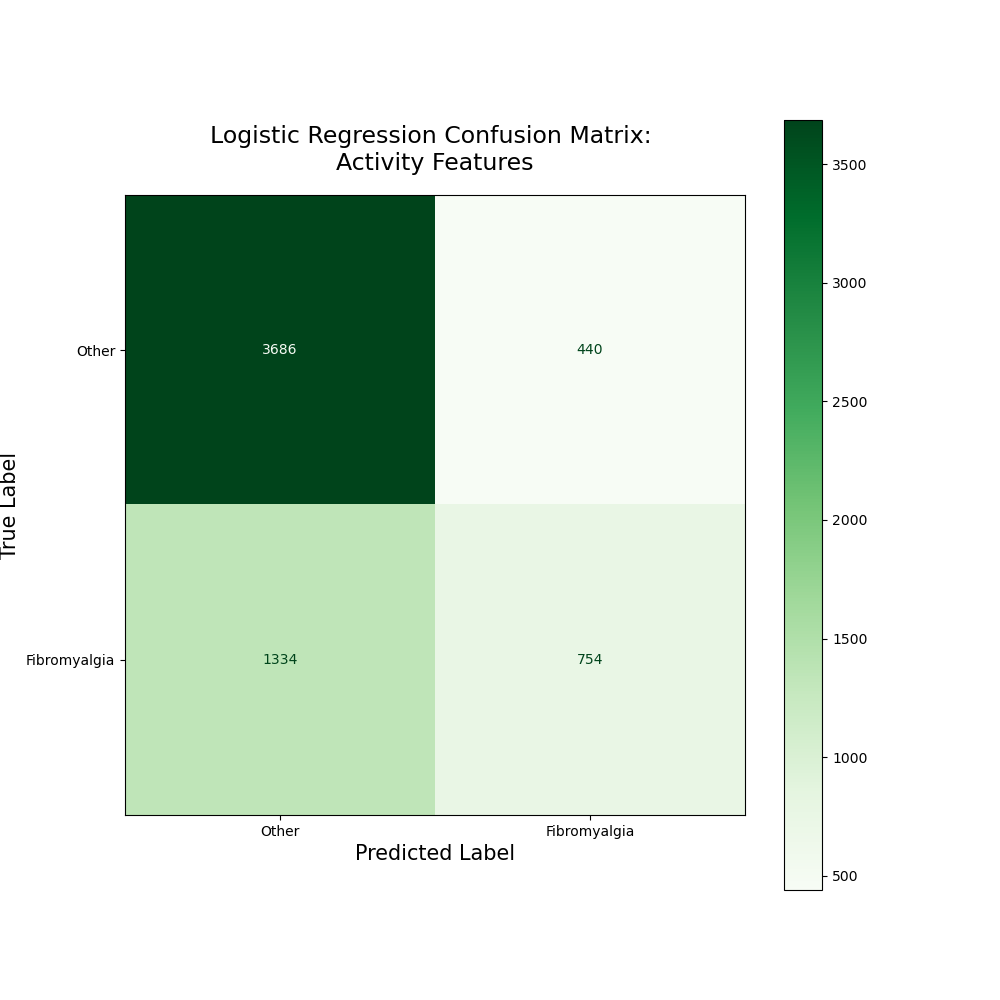 Logistic Regression Confusion Matrix:
Activity Features
3500
3000
2500
2000
1500
1000
500
True Label
Other
Fibromyalgia
3686
440
1334
754
Other
Fibromyalgia
Predicted Label